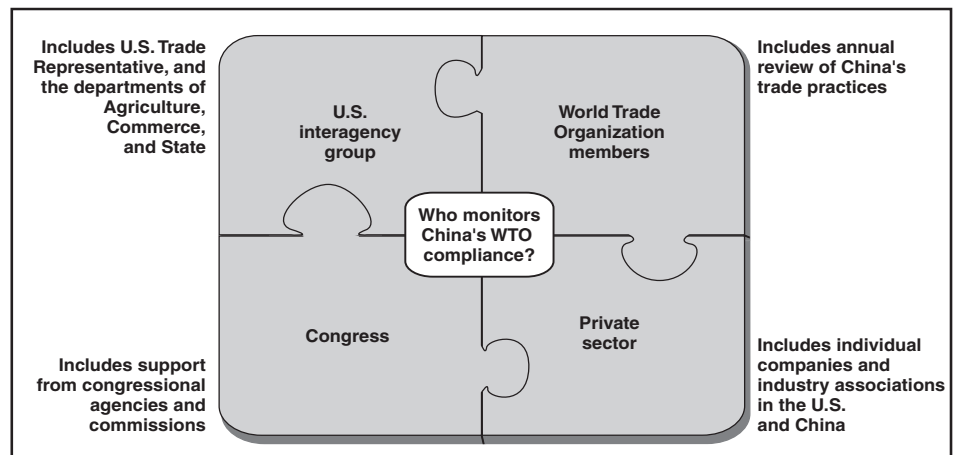 Includes U.S. Trade
Representative, and
the departments of
Agriculture,
Commerce,
and State
U.S.
interagency
group
World Trade
Organization
members
Includes annual
review of China's
trade practices
Who monitors
China's WTO
compliance?
Congress
Private
sector
Includes support
from congressional
agencies and
commissions
Includes individual
companies and
industry associations
in the U.S.
and China